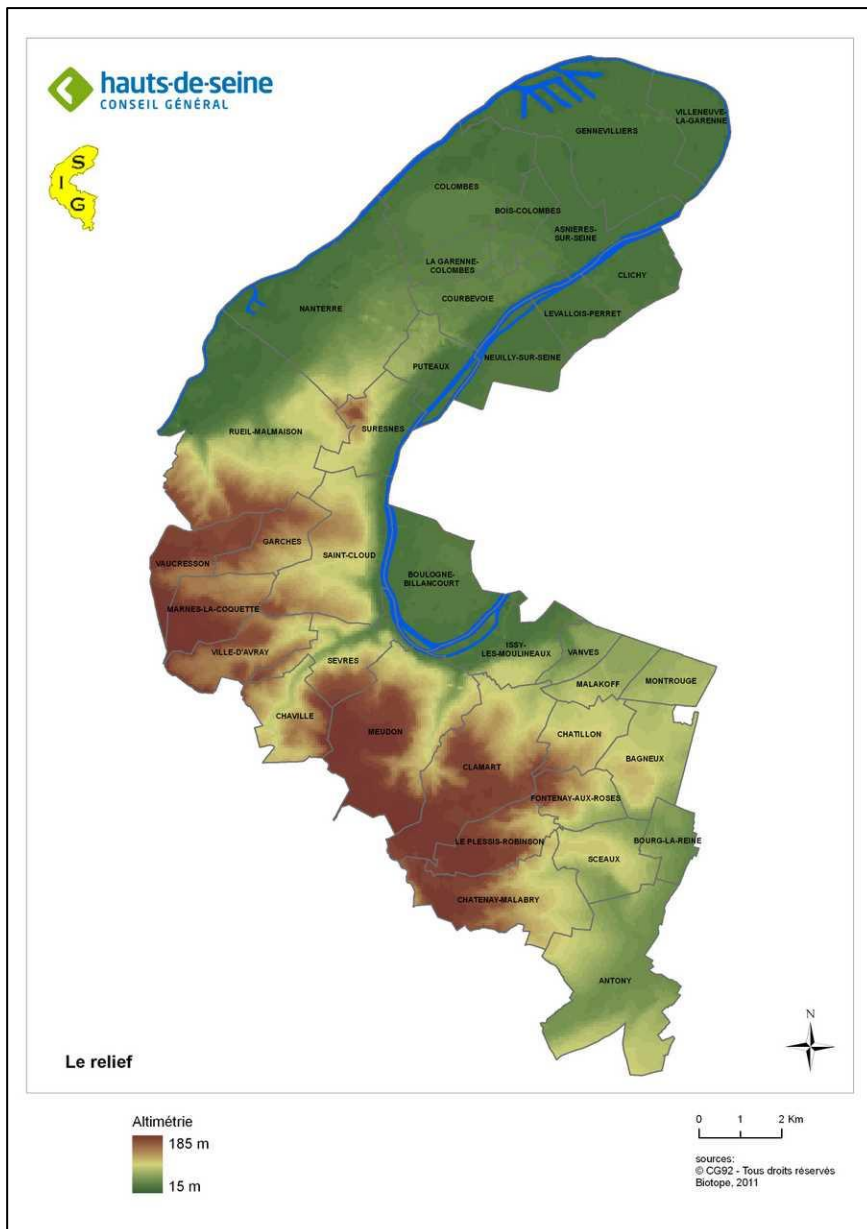 hauts-de-seine
CONSEIL GÉNÉRAL
S
I
G
VILLENEUVE-
LA-GARENNE
GENNEVILLIERS
COLOMBES
BOIS-COLOMBES
ASNIERES-
SUR-SEINE
LA GARENNE-
COLOMBES
CLICHY
COURBEVOIE
NANTERRE
LEVALLOIS-PERRET
NEUILLY-SUR-SEINE
PUTEAUX
SURESNES
RUEIL-MALMAISON
GARCHES
SAINT-CLOUD
VAUCRESSON
BOULOGNE-
BILLANCOURT
MARNES-LA-COQUETTE
VILLE-D'AVRAY
SEVRES
ISSY-
LES-MOULINEAUX
VANVES
MALAKOFF
MONTROUGE
CHAVILLE
MEUDON
CHATILLON
BAGNEUX
CLAMART
FONTENAY-AUX-ROSES
LE PLESSIS-ROBINSON
BOURG-LA-REINE
SCEAUX
CHATENAY-MALABRY
ANTONY
N
Le relief
Altimétrie
185 m
15 m
0 1 2 Km
sources:
© CG92 - Tous droits réservés
Biotope, 2011